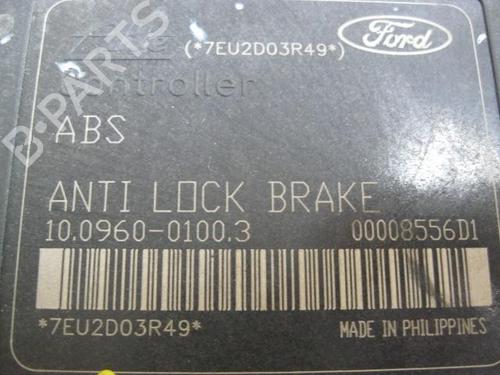 (*7EU2D03R49*)
Ford
Controller
ABS
ANTI LOCK BRAKE
10.0960-0100.3 00008556D1
*7EU2D03R49* MADE IN PHILIPPINES
B-PARTS